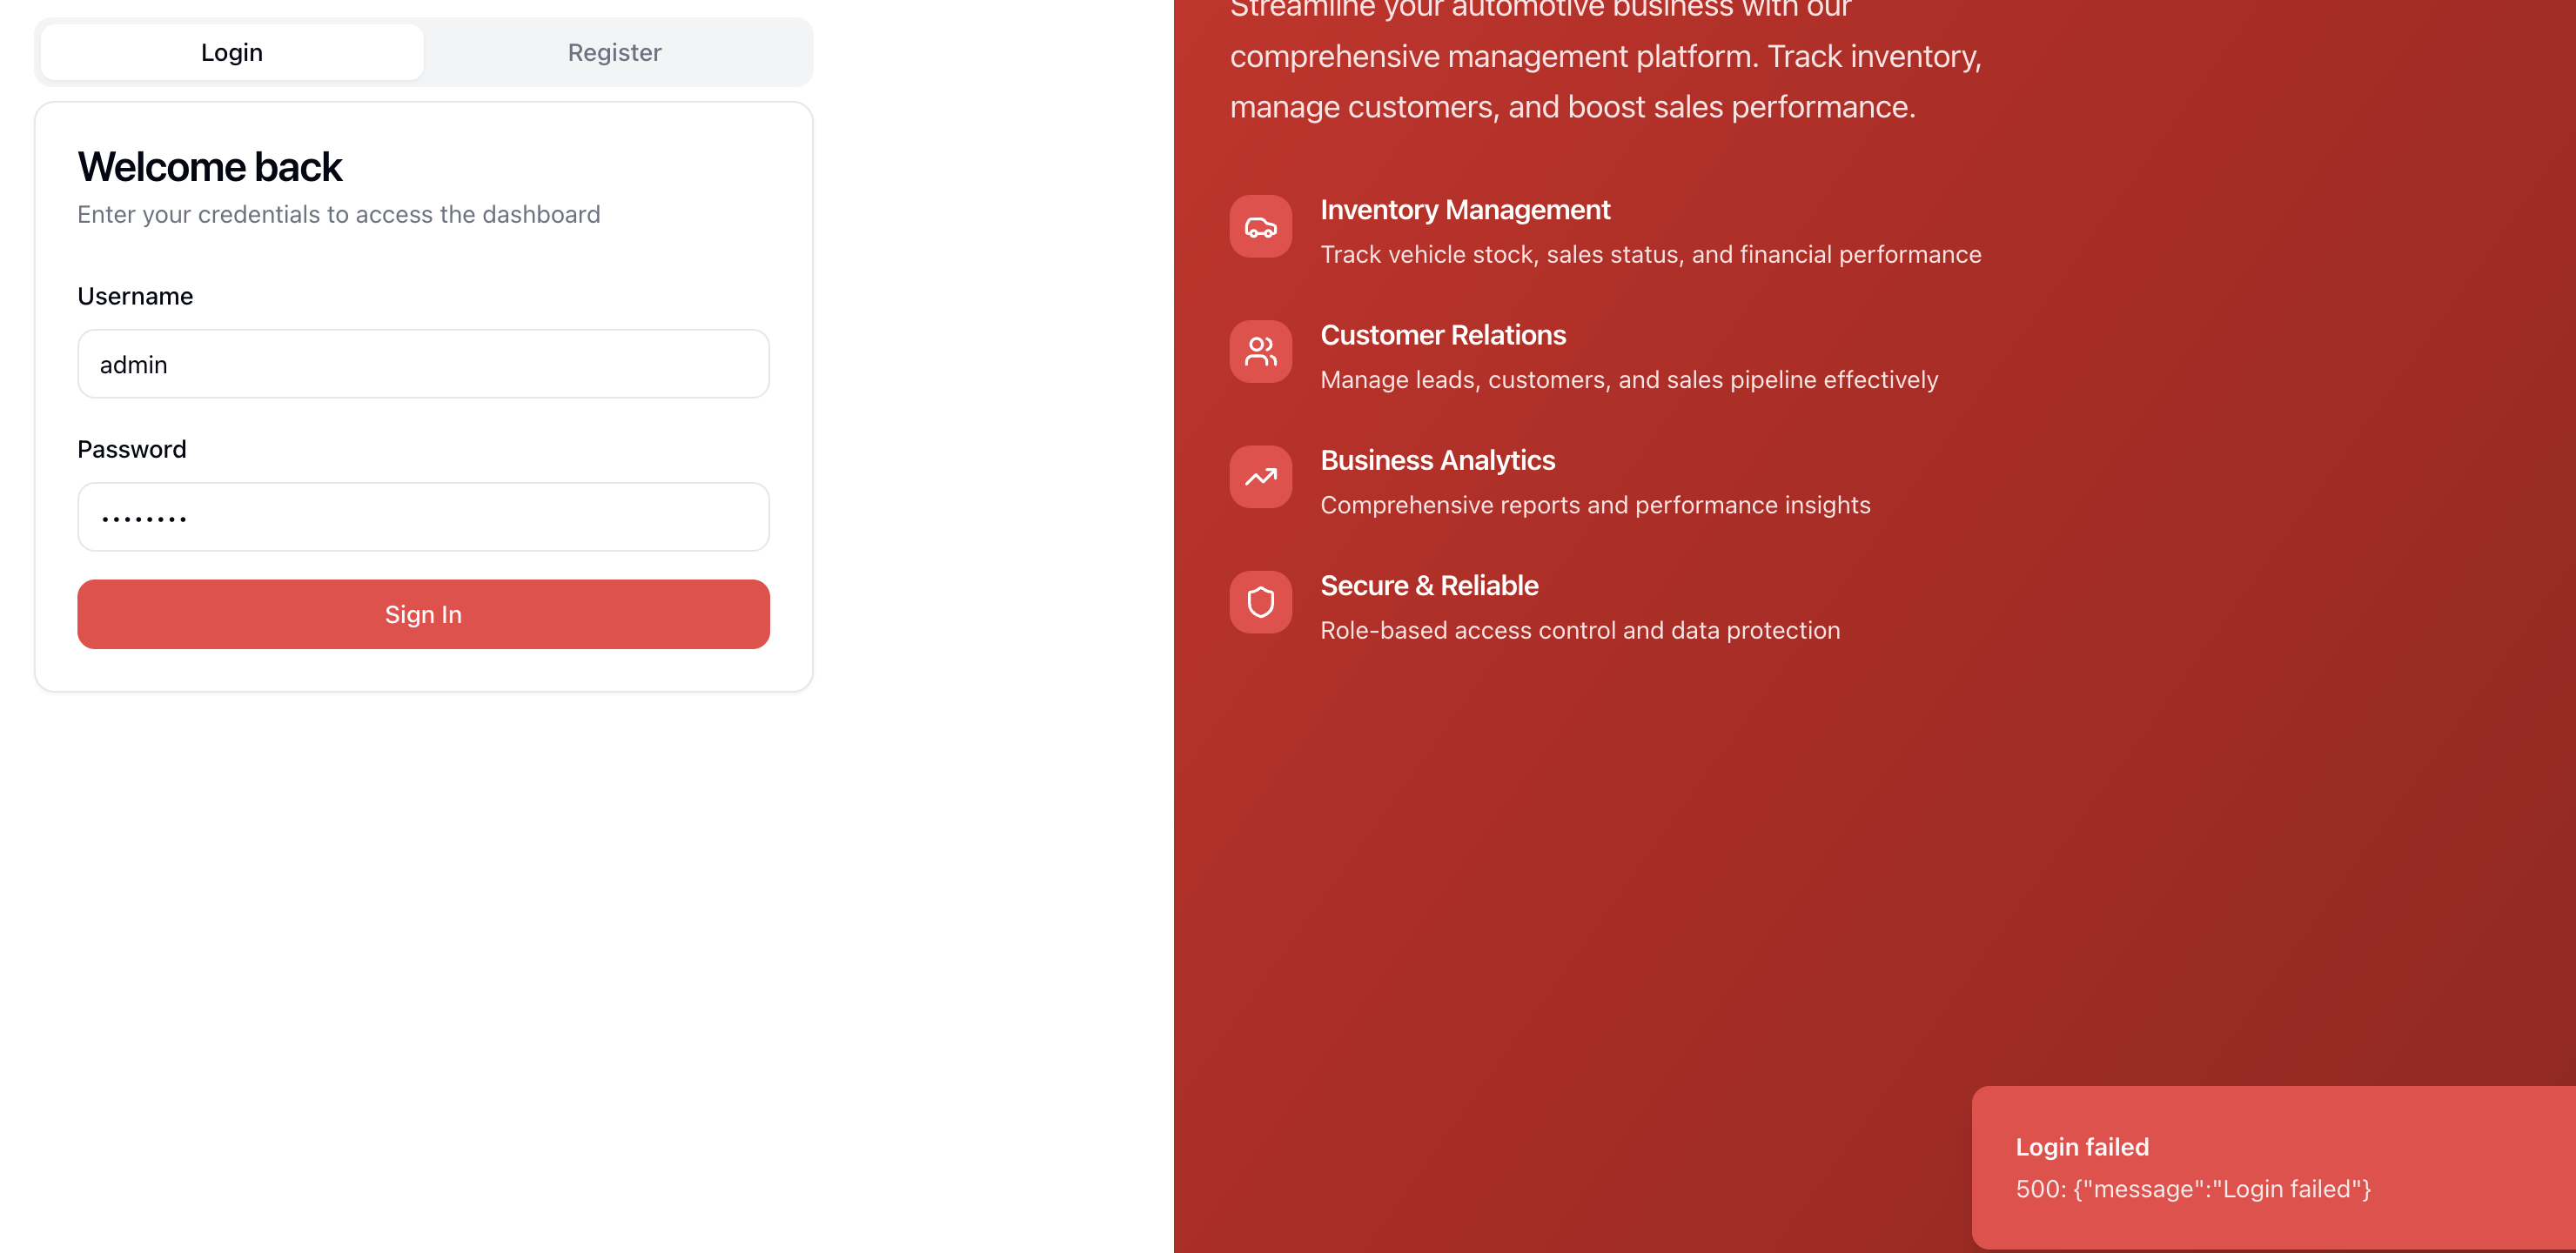 Login
Register
Welcome back
Enter your credentials to access the dashboard
Username
admin
Password
••••••••
Sign In
Streamline your automotive business with our
comprehensive management platform. Track inventory,
manage customers, and boost sales performance.
Inventory Management
Track vehicle stock, sales status, and financial performance
Customer Relations
Manage leads, customers, and sales pipeline effectively
Business Analytics
Comprehensive reports and performance insights
Secure & Reliable
Role-based access control and data protection
Login failed
500: {"message":"Login failed"}